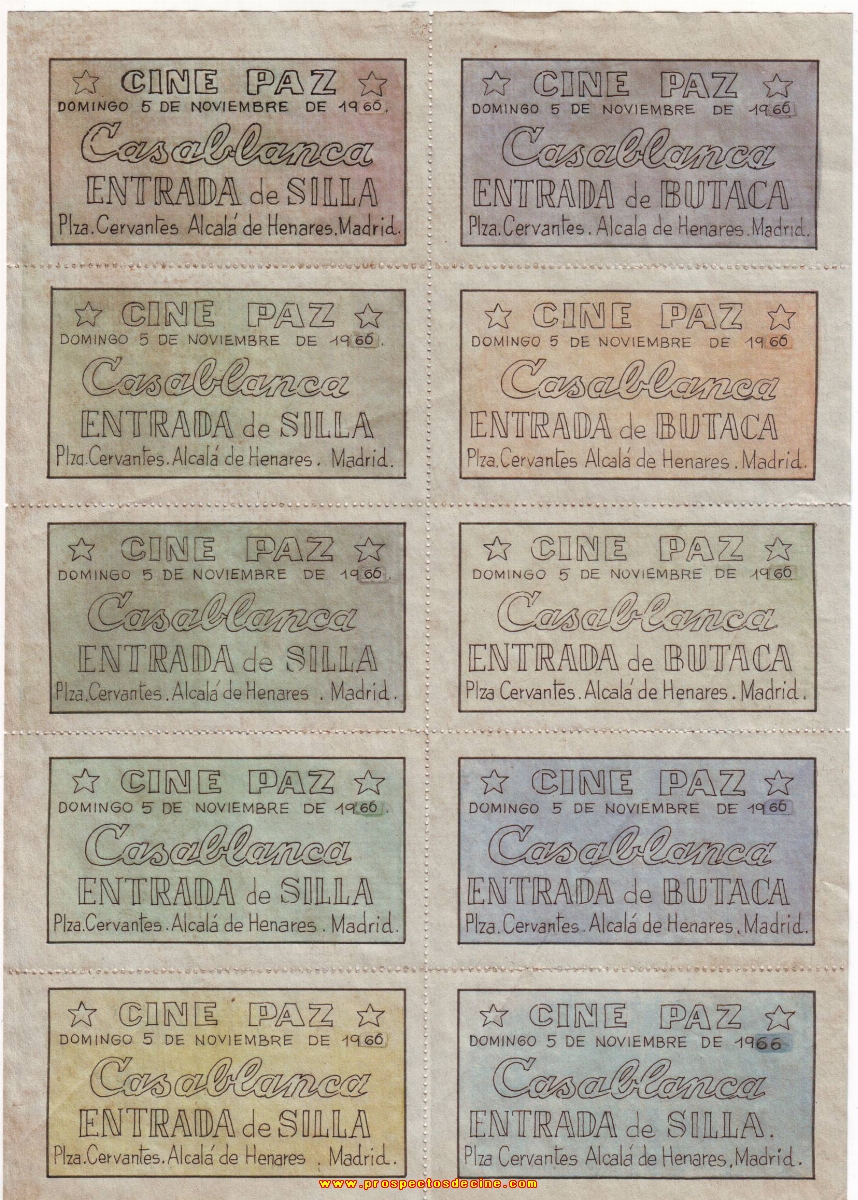 CINE PAZ
DOMINGO 5 DE NOVIEMBRE DE 1966.
Casablanca
ENTRADA de SILLA
Plza. Cervantes Alcalá de Henares. Madrid.
CINE PAZ
DOMINGO 5 DE NOVIEMBRE DE 1966
Casablanca
ENTRADA de BUTACA
Plza. Cervantes. Alcala de Henares. Madrid.
CINE PAZ
DOMINGO 5 DE NOVIEMBRE DE 1966.
Casablanca
ENTRADA de SILLA
Plza. Cervantes. Alcalá de Henares. Madrid.
CINE PAZ
DOMINGO 5 DE NOVIEMBRE DE 1966
Casablanca
ENTRADA de BUTACA
Plza. Cervantes Alcalá de Henares. Madrid.
CINE PAZ
DOMINGO 5 DE NOVIEMBRE DE 1966.
Casablanca
ENTRADA de SILLA
Plza. Cervantes. Alcalá de Henares. Madrid.
CINE PAZ
DOMINGO 5 DE NOVIEMBRE DE 1966
Casablanca
ENTRADA de BUTACA
Plza Cervantes. Alcalá de Henares. Madrid.
CINE PAZ
DOMINGO 5 DE NOVIEMBRE DE 1966.
Casablanca
ENTRADA de SILLA
Plza. Cervantes. Alcalá de Henares. Madrid.
CINE PAZ
DOMINGO 5 DE NOVIEMBRE DE 1966
Casablanca
ENTRADA de BUTACA
Plza. Cervantes. Alcalá de Henares. Madrid.
CINE PAZ
DOMINGO 5 DE NOVIEMBRE DE 1966
Casablanca
ENTRADA de SILLA
Plza. Cervantes. Alcalá de Henares. Madrid.
CINE PAZ
DOMINGO 5 DE NOVIEMBRE DE 1966
Casablanca
ENTRADA de SILLA.
Plza. Cervantes Alcalá de Henares, Madrid.
www.prospectosdecine.com